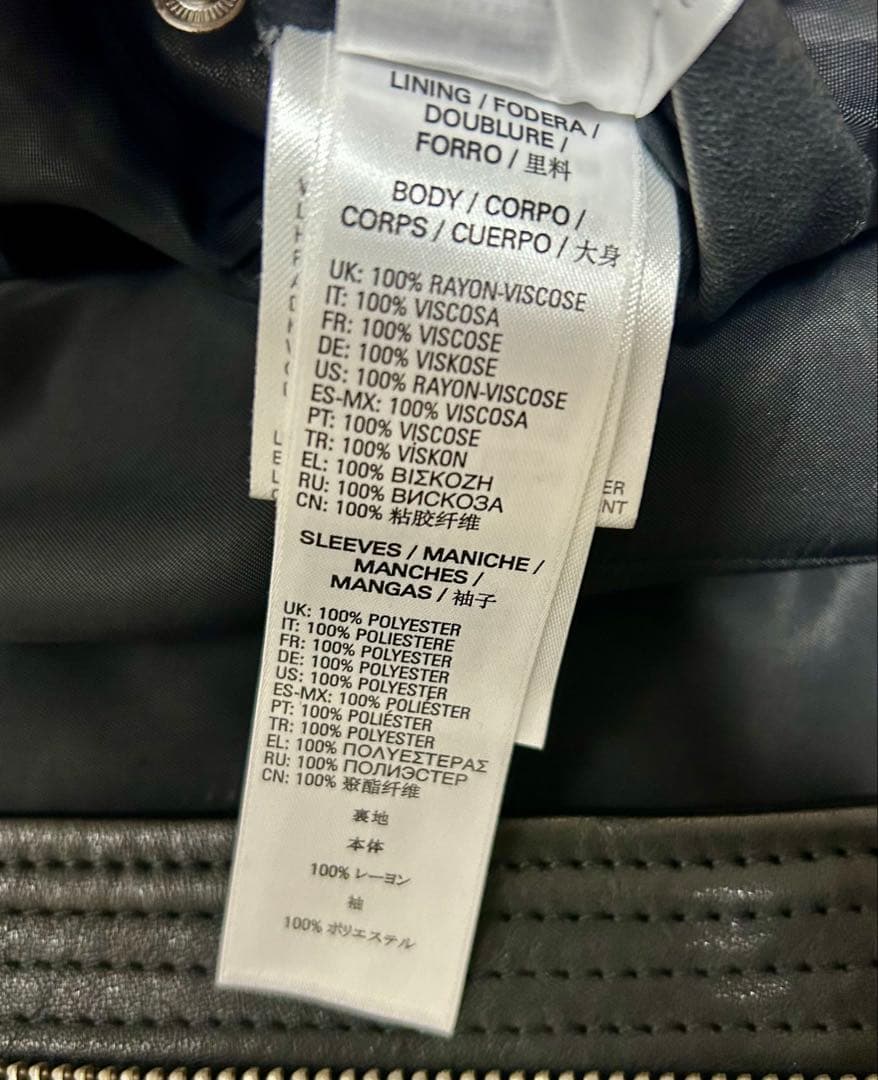 LINING / FODERA /
DOUBLURE /
FORRO / 里料
BODY / CORPO /
CORPS / CUERPO / 大身
UK: 100% RAYON-VISCOSE
IT: 100% VISCOSA
FR: 100% VISCOSE
DE: 100% VISKOSE
US: 100% RAYON-VISCOSE
ES-MX: 100% VISCOSA
PT: 100% VISCOSE
TR: 100% VİSKON
EL: 100% ΒΙΣΚΟΖΗ
RU: 100% ВИСКОЗА
CN: 100% 粘胶纤维
SLEEVES / MANICHE /
MANCHES /
MANGAS / 袖子
UK: 100% POLYESTER
IT: 100% POLIESTERE
FR: 100% POLYESTER
DE: 100% POLYESTER
US: 100% POLYESTER
ES-MX: 100% POLIÉSTER
PT: 100% POLIÉSTER
TR: 100% POLYESTER
EL: 100% ΠΟΛΥΕΣΤΕΡΑΣ
RU: 100% ПОЛИЭСТЕР
CN: 100% 聚酯纤维
裏地
本体
100% レーヨン
袖
100% ポリエステル
ER
NT